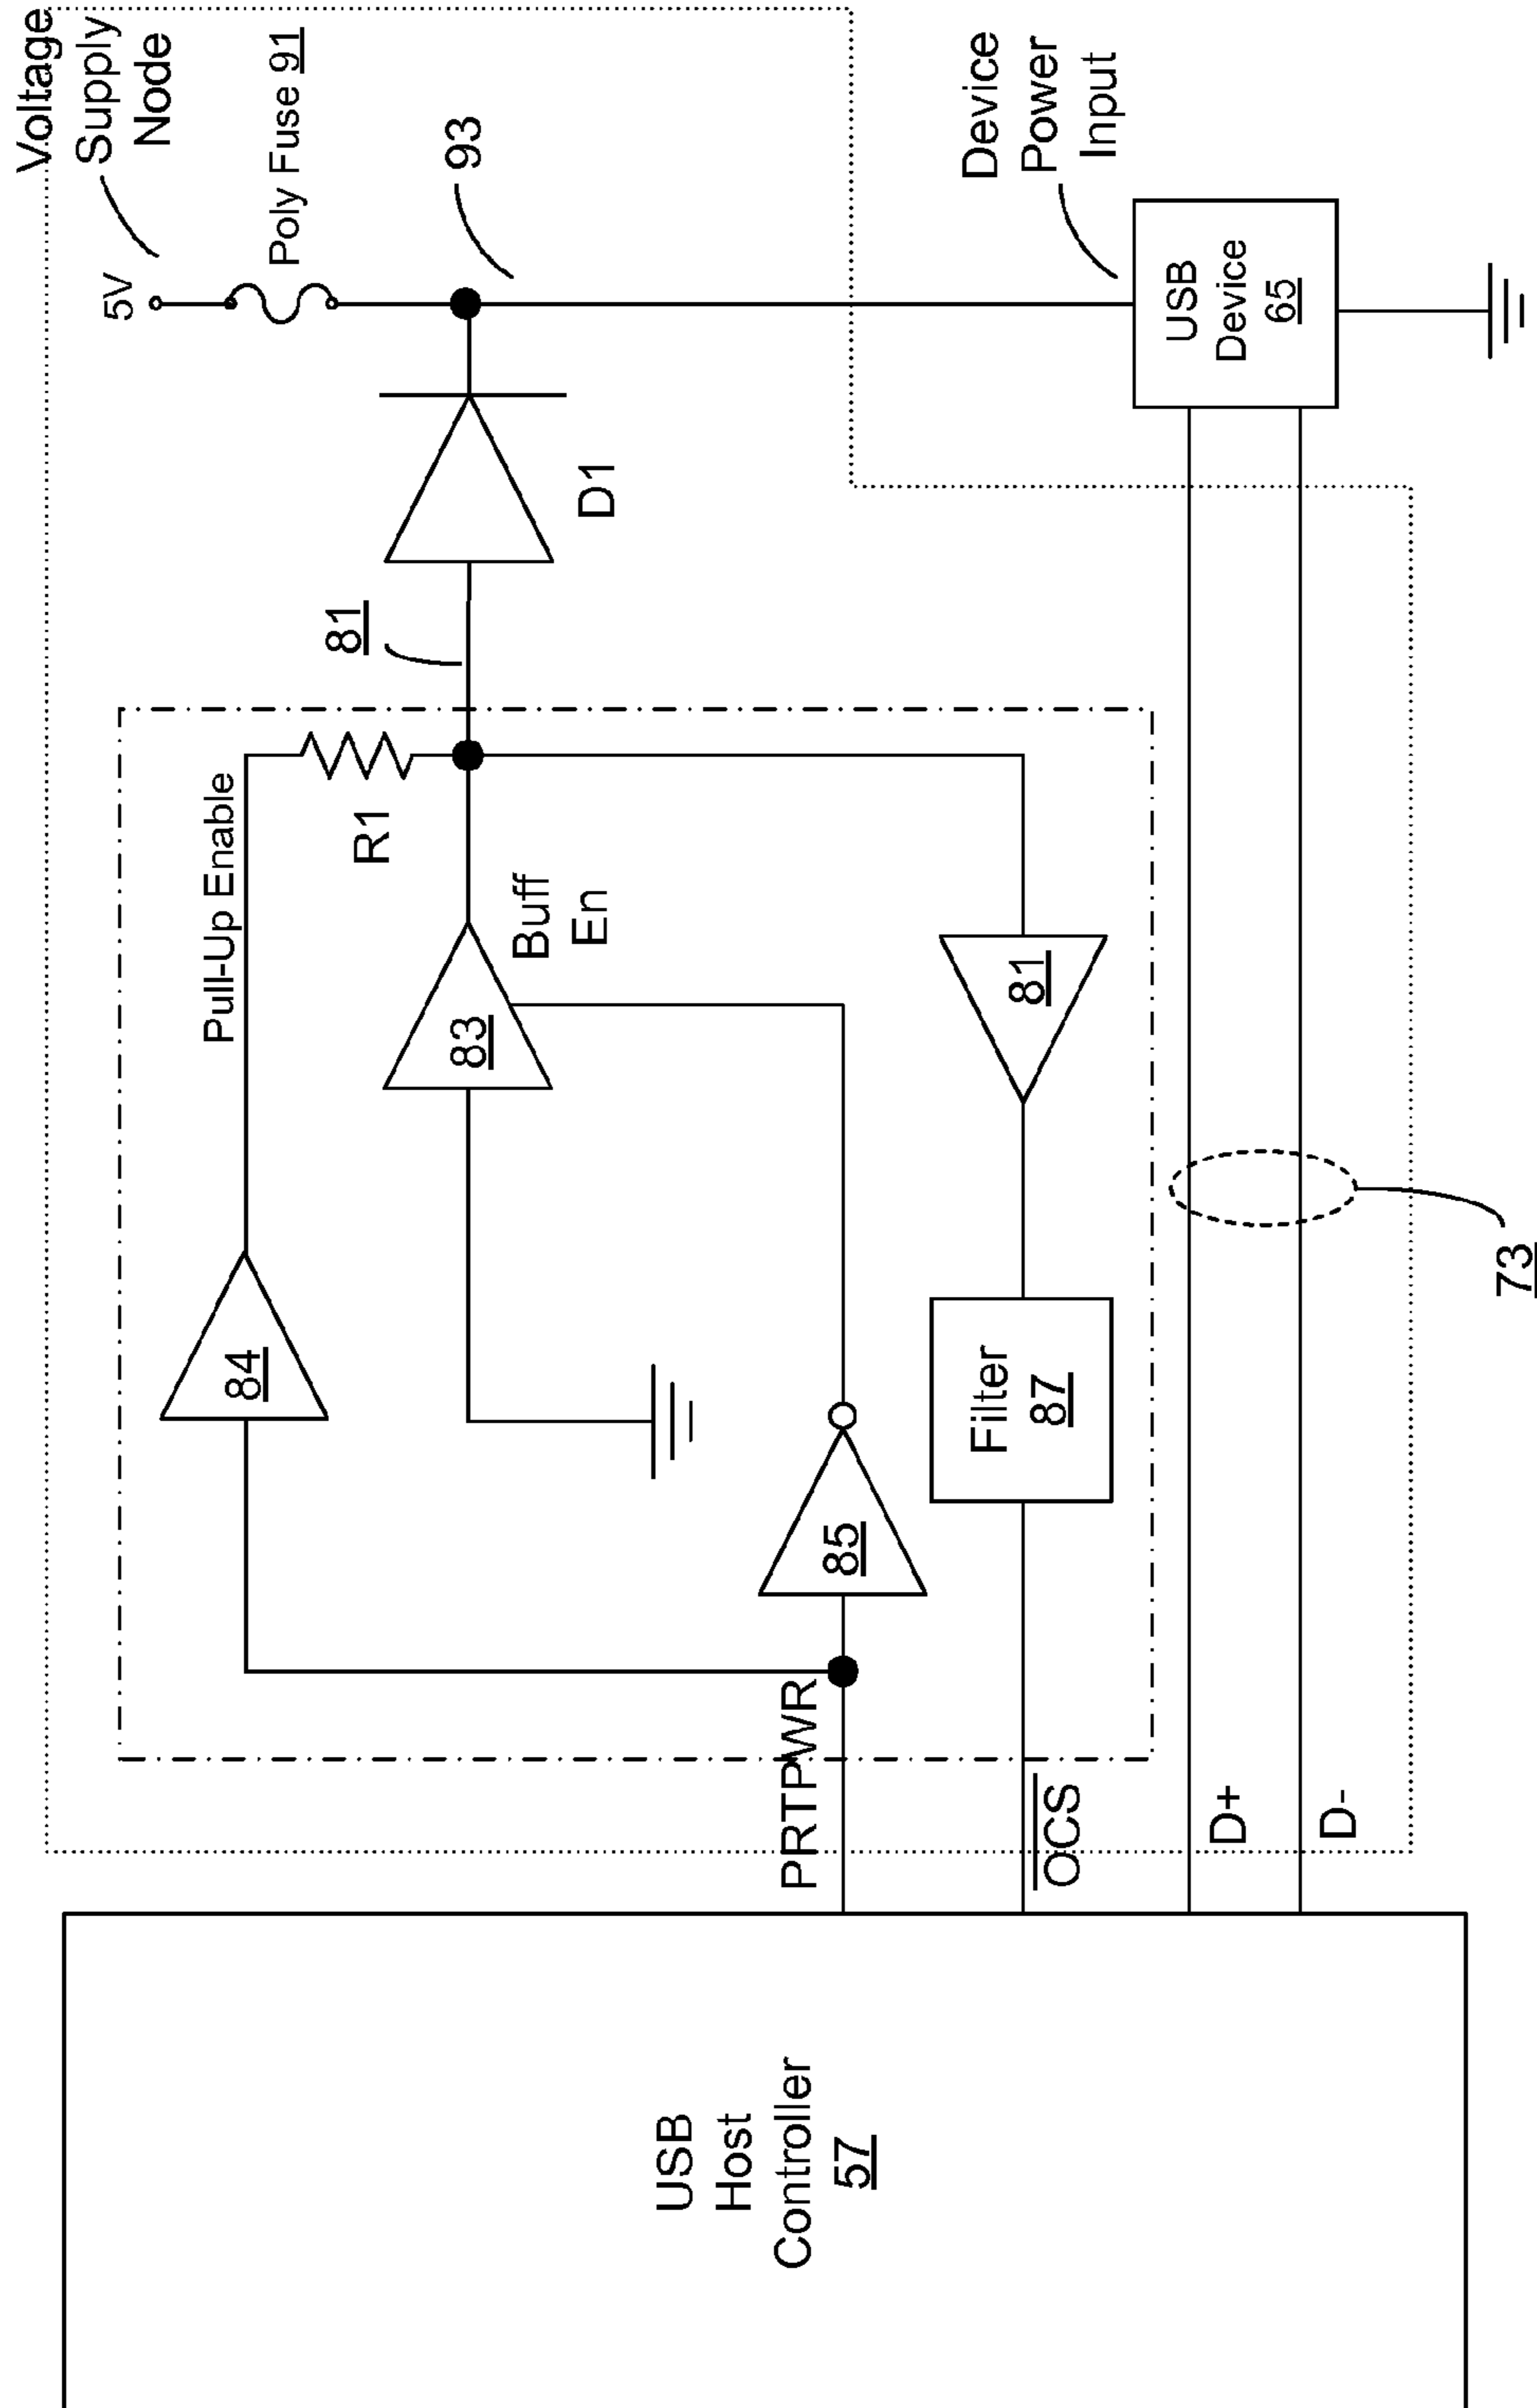 Voltage
Supply
Node
5V
Poly Fuse 91
93
Device
Power
Input
USB
Device
65
D1
81
Pull-Up Enable
R1
Buff
En
83
81
84
85
Filter
87
73
PRTPWR
OCS
D+
D-
USB
Host
Controller
57